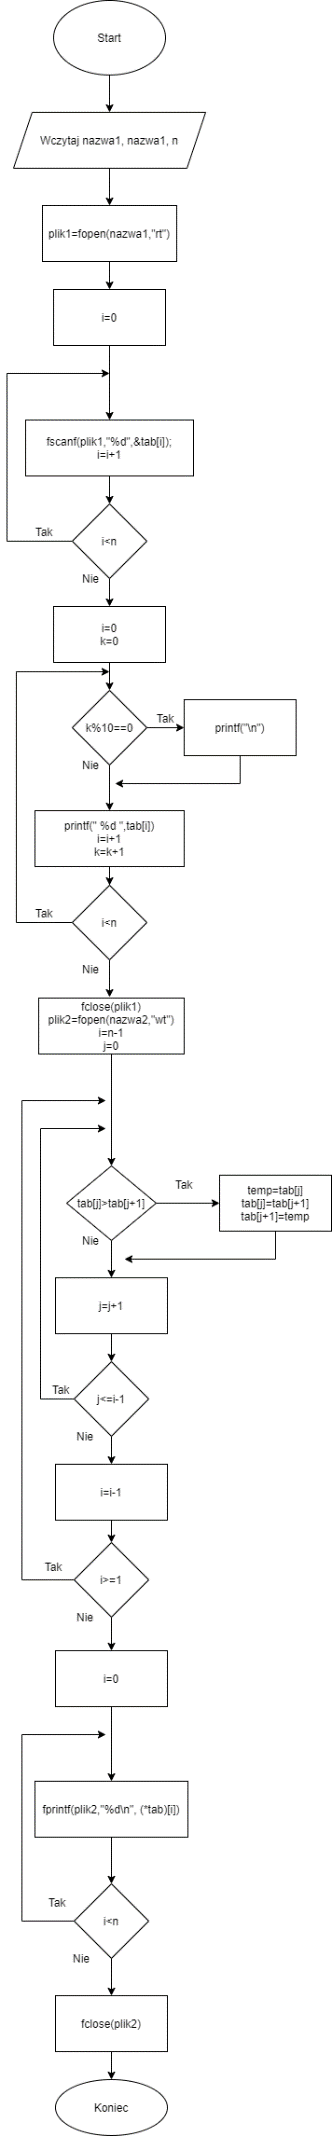 Start
Wczytaj nazwa1, nazwa1, n
plik1=fopen(nazwa1,"rt")
i=0
fscanf(plik1,"%d",&tab[i]);
i=i+1
Tak
i<n
Nie
i=0
k=0
k%10==0
Tak
printf("\n")
Nie
printf(" %d ",tab[i])
i=i+1
k=k+1
Tak
i<n
Nie
fclose(plik1)
plik2=fopen(nazwa2,"wt")
i=n-1
j=0
tab[j]>tab[j+1]
Tak
temp=tab[j]
tab[j]=tab[j+1]
tab[j+1]=temp
Nie
j=j+1
Tak
j<=i-1
Nie
i=i-1
Tak
i>=1
Nie
i=0
fprintf(plik2,"%d\n", (*tab)[i])
Tak
i<n
Nie
fclose(plik2)
Koniec